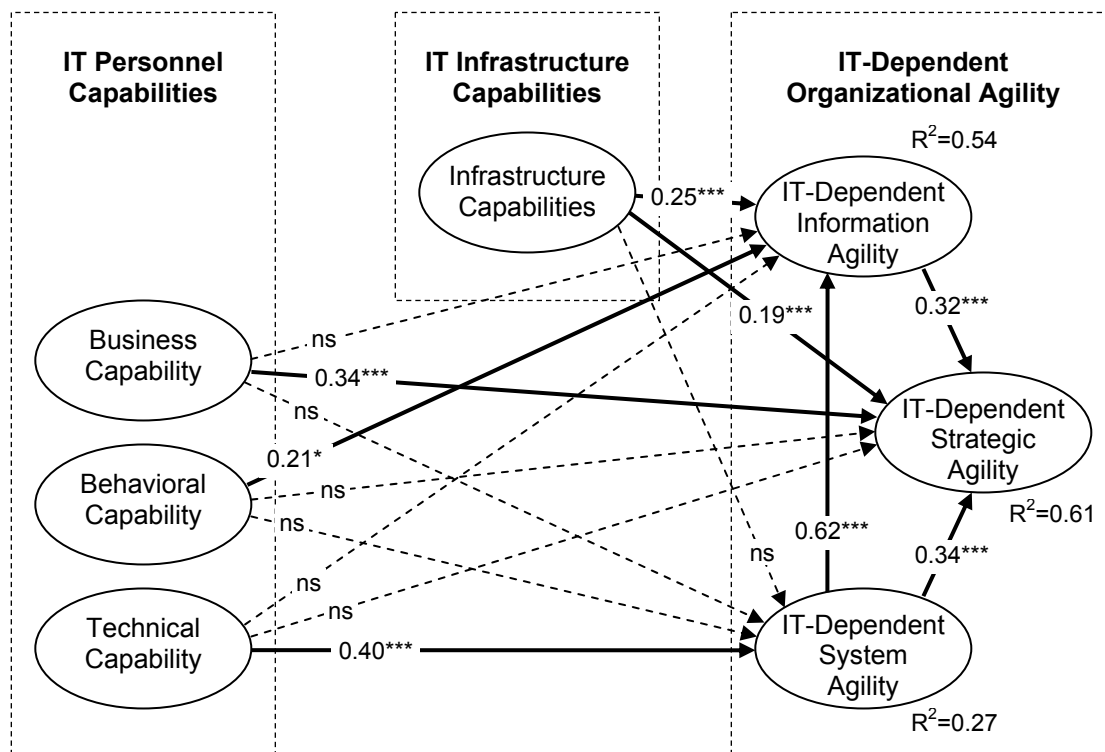 IT Personnel
Capabilities
IT Infrastructure
Capabilities
IT-Dependent
Organizational Agility
R²=0.54
Infrastructure
Capabilities
0.25***
IT-Dependent
Information
Agility
0.19***
0.32***
Business
Capability
ns
0.34***
ns
IT-Dependent
Strategic
Agility
R²=0.61
0.21*
Behavioral
Capability
ns
ns
0.62***
ns
0.34***
ns
ns
Technical
Capability
0.40***
IT-Dependent
System
Agility
R²=0.27